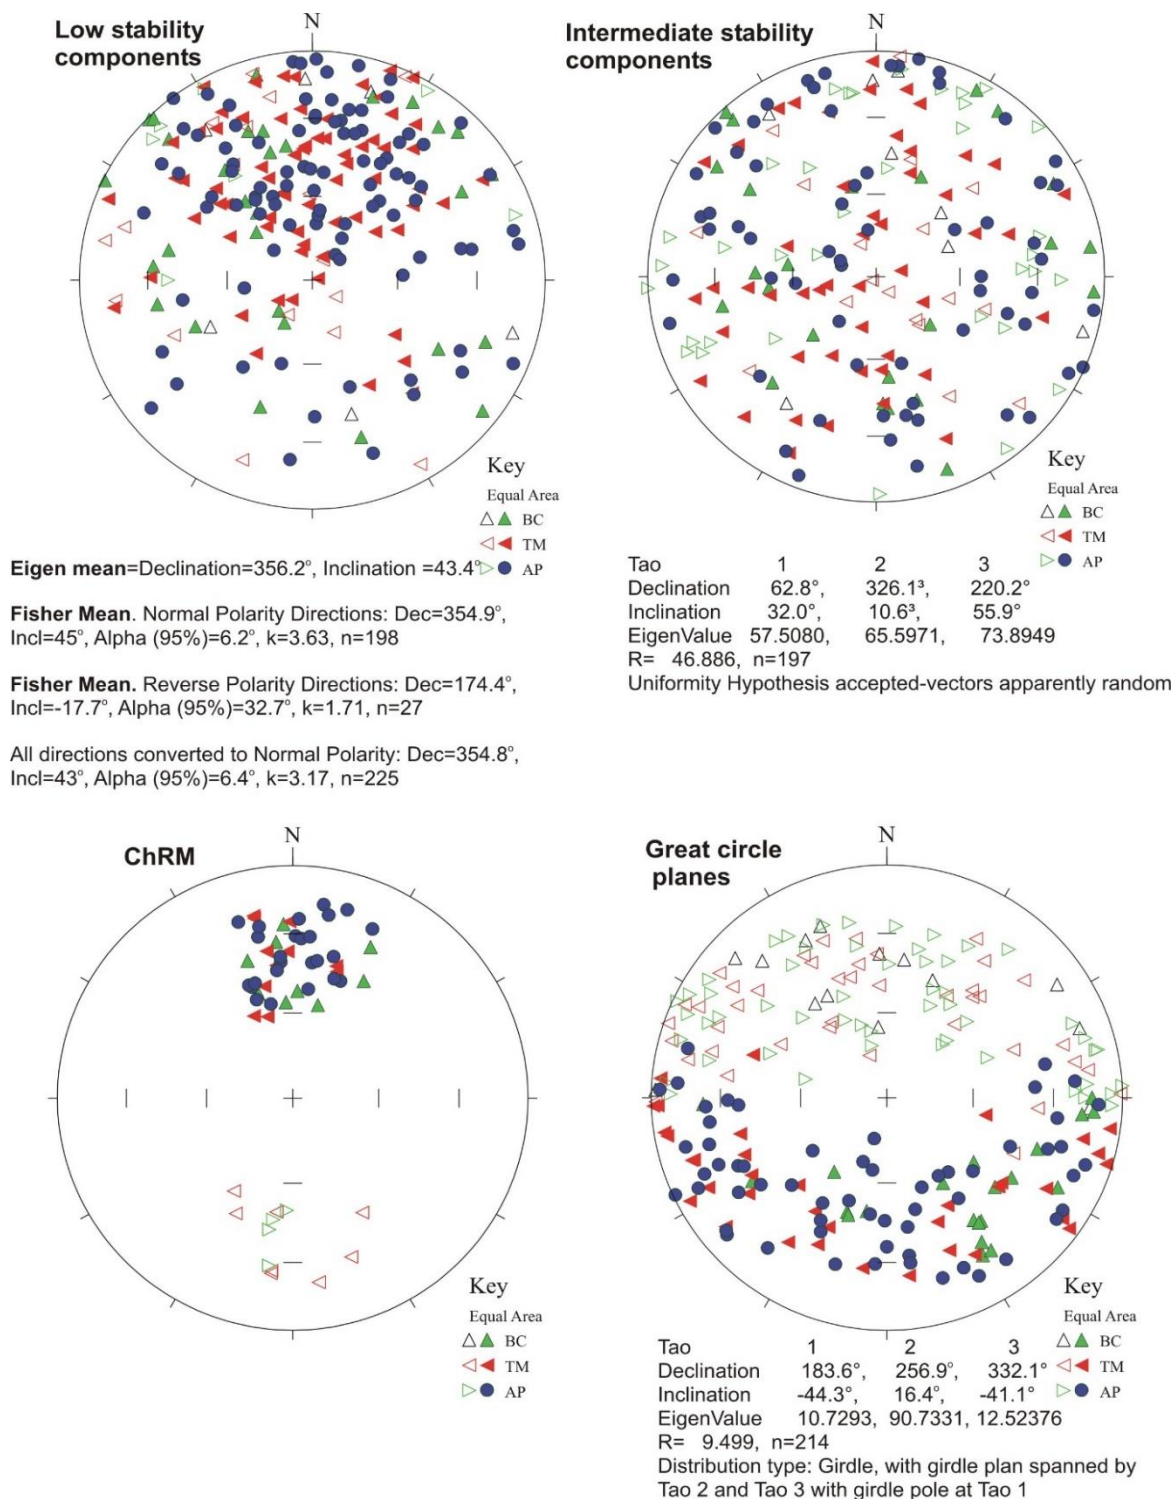 Low stability
components
N
Key
Equal Area
BC
TM
AP
Eigen mean=Declination=356.2°, Inclination =43.4°
Fisher Mean. Normal Polarity Directions: Dec=354.9°,
Incl=45°, Alpha (95%)=6.2°, k=3.63, n=198
Fisher Mean. Reverse Polarity Directions: Dec=174.4°,
Incl=-17.7°, Alpha (95%)=32.7°, k=1.71, n=27
All directions converted to Normal Polarity: Dec=354.8°,
Incl=43°, Alpha (95%)=6.4°, k=3.17, n=225
Intermediate stability
components
N
Key
Equal Area
BC
TM
AP
Tao 1 2 3
Declination 62.8°, 326.1³, 220.2°
Inclination 32.0°, 10.6³, 55.9°
EigenValue 57.5080, 65.5971, 73.8949
R= 46.886, n=197
Uniformity Hypothesis accepted-vectors apparently random
ChRM
N
Key
Equal Area
BC
TM
AP
Great circle
planes
N
Key
Equal Area
BC
TM
AP
Tao 1 2 3
Declination 183.6°, 256.9°, 332.1°
Inclination -44.3°, 16.4°, -41.1°
EigenValue 10.7293, 90.7331, 12.52376
R= 9.499, n=214
Distribution type: Girdle, with girdle plan spanned by
Tao 2 and Tao 3 with girdle pole at Tao 1